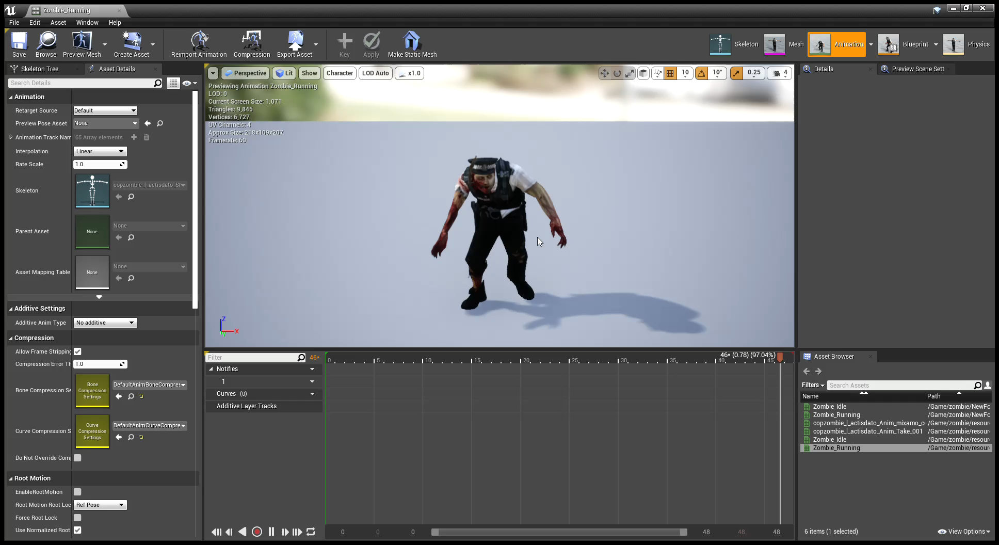 Zombie_Running
File Edit Asset Window Help
Save Browse Preview Mesh Create Asset Reimport Animation Compression Export Asset Key Apply Make Static Mesh
Skeleton Mesh Animation Blueprint Physics
Skeleton Tree
Asset Details
Search Details
Animation
Retarget Source Default
Preview Pose Asset None
Animation Track Nam 65 Array elements
Interpolation Linear
Rate Scale 1.0
Skeleton copzombie_l_actisdato_Sk
Parent Asset None None
Asset Mapping Table None None
Additive Settings
Additive Anim Type No additive
Compression
Allow Frame Stripping
Compression Error Th 1.0
Bone Compression Se
Bone
Compression
Settings
DefaultAnimBoneCompres
Curve Compression S
Curve
Compression
Settings
DefaultAnimCurveCompre
Do Not Override Com
Root Motion
EnableRootMotion
Root Motion Root Loc Ref Pose
Force Root Lock
Use Normalized Root
Perspective Lit Show Character LOD Auto x1.0
10 10° 0.25 4
Previewing Animation Zombie_Running
LOD: 0
Current Screen Size: 1.071
Triangles: 9,845
Vertices: 6,727
UV Channels: 4
Approx Size: 218x109x207
Framerate: 60
Z
X
Y
Filter 46*
46* (0.78) (97.04%)
0 5 10 15 20 25 30 35 40 45
Notifies
1
Curves (0)
Additive Layer Tracks
0 0 0 48 48 48
Details
Preview Scene Sett
Asset Browser
Filters Search Assets
Name Path
Zombie_Idle /Game/zombie/NewFo
Zombie_Running /Game/zombie/NewFo
copzombie_l_actisdato_Anim_mixamo_co /Game/zombie/resour
copzombie_l_actisdato_Anim_Take_001 /Game/zombie/resour
Zombie_Idle /Game/zombie/resour
Zombie_Running /Game/zombie/resour
6 items (1 selected) View Options